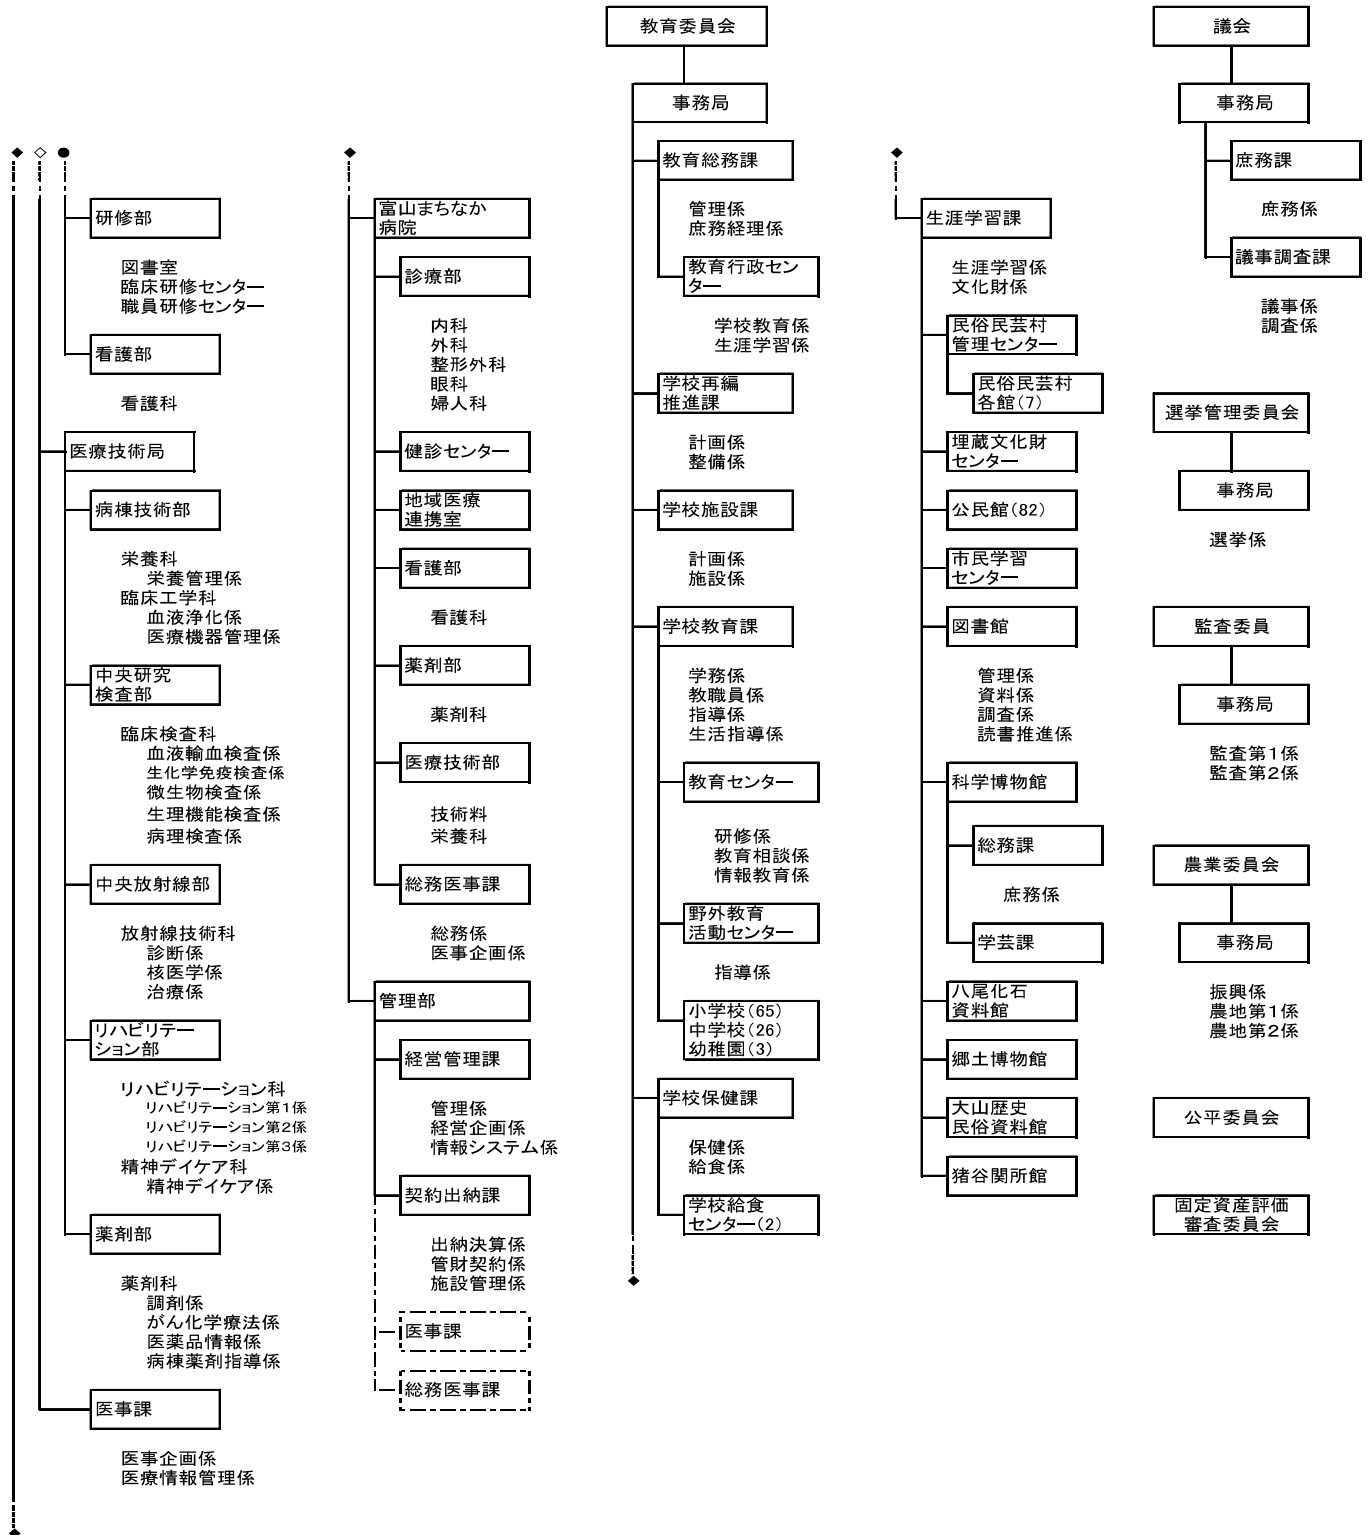 研修部
図書室
臨床研修センター
職員研修センター
看護部
看護科
医療技術局
病棟技術部
栄養科
栄養管理係
臨床工学科
血液浄化係
医療機器管理係
中央研究
検査部
臨床検査科
血液輸血検査係
生化学免疫検査係
微生物検査係
生理機能検査係
病理検査係
中央放射線部
放射線技術科
診断係
核医学係
治療係
リハビリテー
ション部
リハビリテーション科
リハビリテーション第1係
リハビリテーション第2係
リハビリテーション第3係
精神デイケア科
精神デイケア係
薬剤部
薬剤科
調剤係
がん化学療法係
医薬品情報係
病棟薬剤指導係
医事課
医事企画係
医療情報管理係
富山まちなか
病院
診療部
内科
外科
整形外科
眼科
婦人科
健診センター
地域医療
連携室
看護部
看護科
薬剤部
薬剤科
医療技術部
技術料
栄養科
総務医事課
総務係
医事企画係
管理部
経営管理課
管理係
経営企画係
情報システム係
契約出納課
出納決算係
管財契約係
施設管理係
医事課
総務医事課
教育委員会
事務局
教育総務課
管理係
庶務経理係
教育行政セン
ター
学校教育係
生涯学習係
学校再編
推進課
計画係
整備係
学校施設課
計画係
施設係
学校教育課
学務係
教職員係
指導係
生活指導係
教育センター
研修係
教育相談係
情報教育係
野外教育
活動センター
指導係
小学校(65)
中学校(26)
幼稚園(3)
学校保健課
保健係
給食係
学校給食
センター(2)
生涯学習課
生涯学習係
文化財係
民俗民芸村
管理センター
民俗民芸村
各館(7)
埋蔵文化財
センター
公民館(82)
市民学習
センター
図書館
管理係
資料係
調査係
読書推進係
科学博物館
総務課
庶務係
学芸課
八尾化石
資料館
郷土博物館
大山歴史
民俗資料館
猪谷関所館
議会
事務局
庶務課
庶務係
議事調査課
議事係
調査係
選挙管理委員会
事務局
選挙係
監査委員
事務局
監査第1係
監査第2係
農業委員会
事務局
振興係
農地第1係
農地第2係
公平委員会
固定資産評価
審査委員会